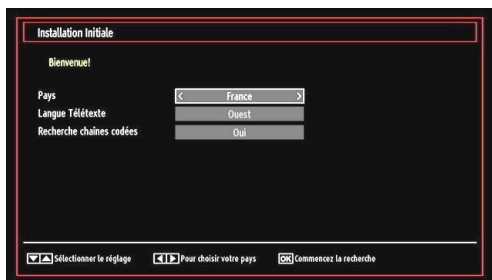 Installation Initiale
Bienvenue!
Pays < France >
Langue Télétexte Ouest
Recherche chaînes codées Oui
Sélectionner le réglage Pour choisir votre pays OK Commencez la recherche